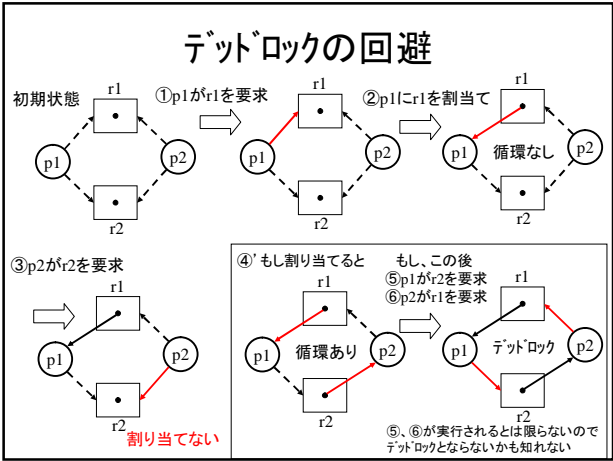 ﾃﾞｯﾄﾞﾛｯｸの回避
初期状態
r1
p1
p2
r2
①p1がr1を要求
r1
p1
p2
r2
②p1にr1を割当て
r1
p1
p2
循環なし
r2
③p2がr2を要求
r1
p1
p2
r2
割り当てない
④'もし割り当てると
r1
p1
p2
循環あり
r2
もし、この後
⑤p1がr2を要求
⑥p2がr1を要求
r1
p1
p2
ﾃﾞｯﾄﾞﾛｯｸ
r2
⑤、⑥が実行されるとは限らないので
ﾃﾞｯﾄﾞﾛｯｸとならないかも知れない